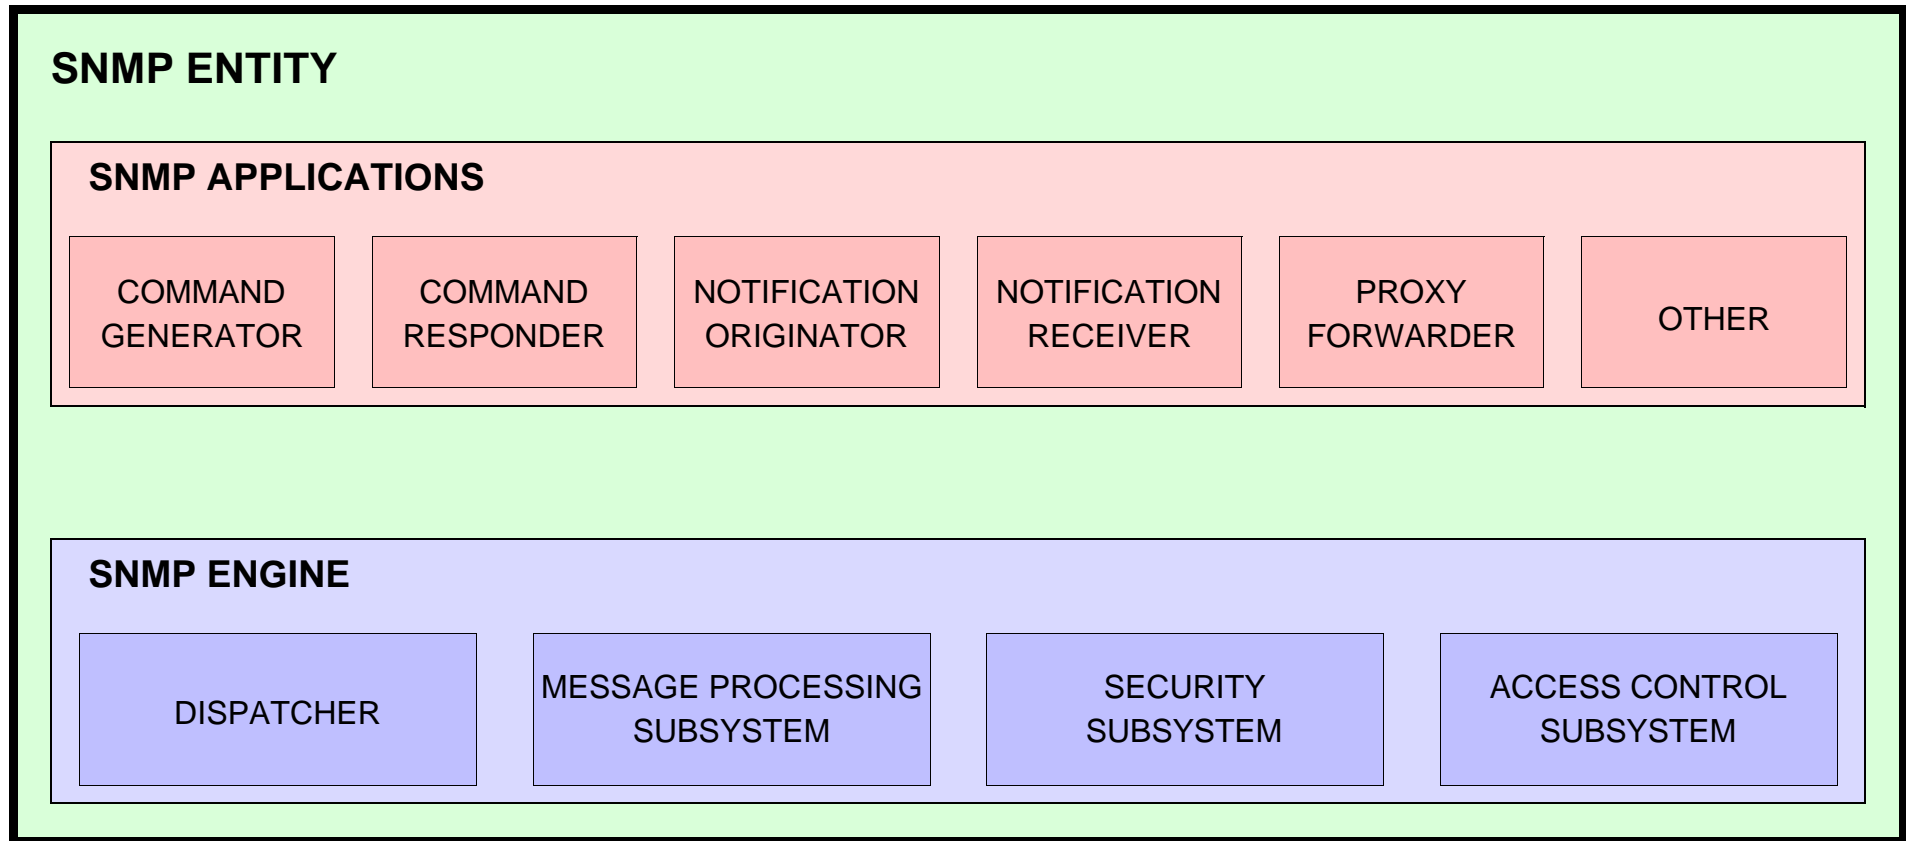 SNMP ENTITY
SNMP APPLICATIONS
COMMAND
GENERATOR
COMMAND
RESPONDER
NOTIFICATION
ORIGINATOR
NOTIFICATION
RECEIVER
PROXY
FORWARDER
OTHER
SNMP ENGINE
DISPATCHER
MESSAGE PROCESSING
SUBSYSTEM
SECURITY
SUBSYSTEM
ACCESS CONTROL
SUBSYSTEM